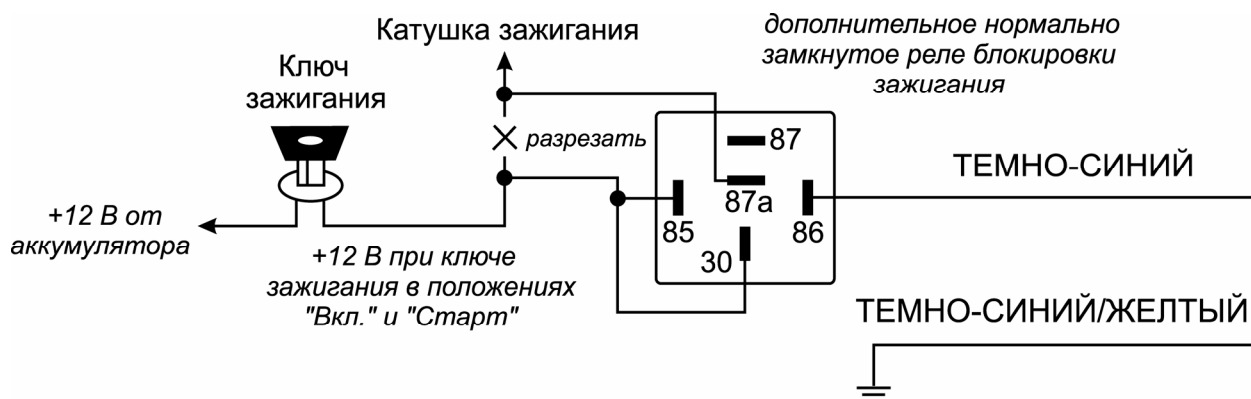 Катушка зажигания
дополнительное нормально
замкнутое реле блокировки
зажигания
Ключ
зажигания
разрезать
87
87a
85
86
30
ТЕМНО-СИНИЙ
+12 В от
аккумулятора
+12 В при ключе
зажигания в положениях
"Вкл." и "Старт"
ТЕМНО-СИНИЙ/ЖЕЛТЫЙ